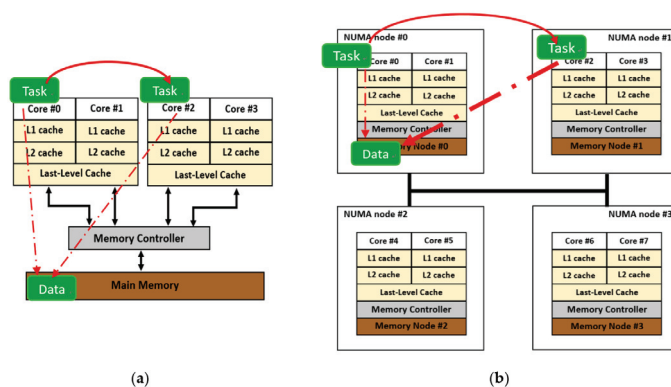 Task Task
Core #0 Core #1 Core #2 Core #3
L1 cache L1 cache L1 cache L1 cache
L2 cache L2 cache L2 cache L2 cache
Last-Level Cache Last-Level Cache
Memory Controller
Main Memory
Data
(a)
NUMA node #0 NUMA node #1
Task Task
Core #0 Core #1 Core #2 Core #3
L1 cache L1 cache L1 cache L1 cache
L2 cache L2 cache L2 cache L2 cache
Last-Level Cache Last-Level Cache
Memory Controller Memory Controller
Data
Memory Node #0 Memory Node #1
NUMA node #2 NUMA node #3
Core #4 Core #5 Core #6 Core #7
L1 cache L1 cache L1 cache L1 cache
L2 cache L2 cache L2 cache L2 cache
Last-Level Cache Last-Level Cache
Memory Controller Memory Controller
Memory Node #2 Memory Node #3
(b)